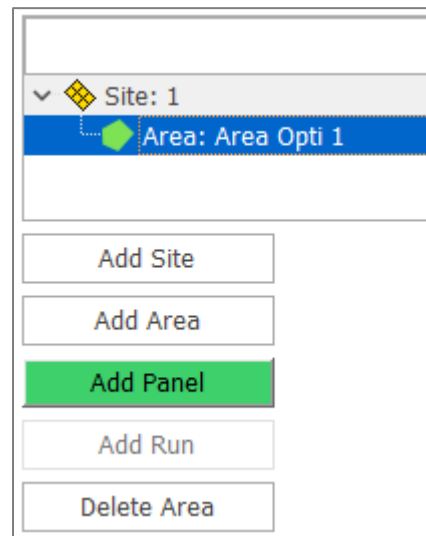 Site: 1
Area: Area Opti 1
Add Site
Add Area
Add Panel
Add Run
Delete Area